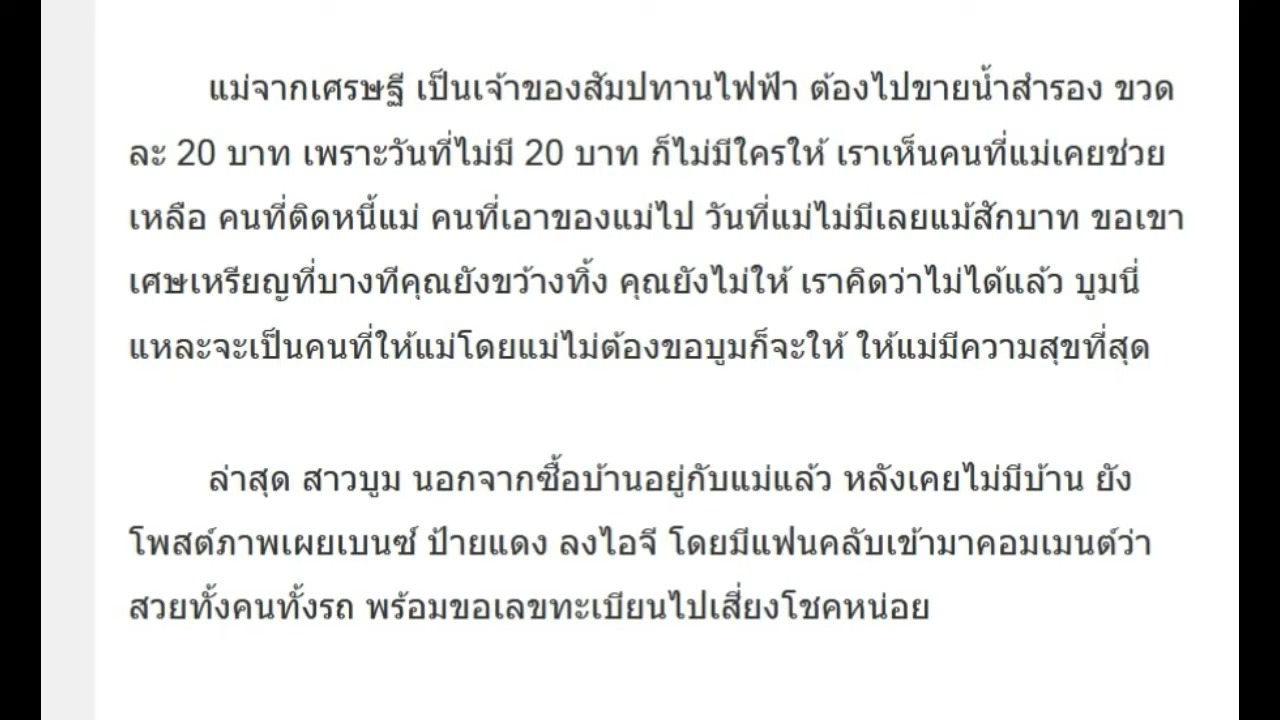 แม่จากเศรษฐี เป็นเจ้าของสัมปทานไฟฟ้า ต้องไปขายน้ำสำรอง ขวด
ละ 20 บาท เพราะวันที่ไม่มี 20 บาท ก็ไม่มีใครให้ เราเห็นคนที่แม่เคยช่วย
เหลือ คนที่ติดหนี้แม่ คนที่เอาของแม่ไป วันที่แม่ไม่มีเลยแม้สักบาท ขอเขา
เศษเหรียญที่บางทีคุณยังขว้างทิ้ง คุณยังไม่ให้ เราคิดว่าไม่ได้แล้ว บูมนี่
แหละจะเป็นคนที่ให้แม่โดยแม่ไม่ต้องขอบูมก็จะให้ ให้แม่มีความสุขที่สุด
ล่าสุด สาวบูม นอกจากซื้อบ้านอยู่กับแม่แล้ว หลังเคยไม่มีบ้าน ยัง
โพสต์ภาพเผยเบนซ์ ป้ายแดง ลงไอจี โดยมีแฟนคลับเข้ามาคอมเมนต์ว่า
สวยทั้งคนทั้งรถ พร้อมขอเลขทะเบียนไปเสี่ยงโชคหน่อย